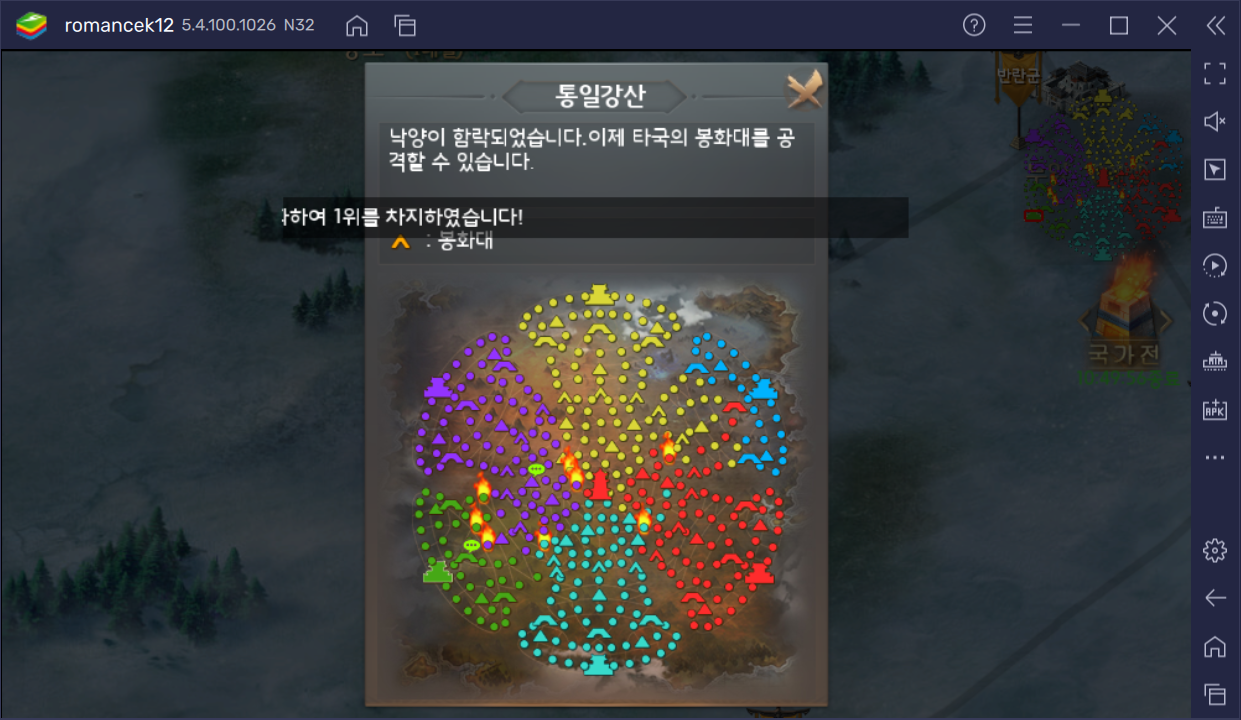 romancek12 5.4.100.1026 N32
반란군
통일강산
낙양이 함락되었습니다.이제 타국의 봉화대를 공
격할 수 있습니다.
하여 1위를 차지하였습니다!
: 봉화대
국가전